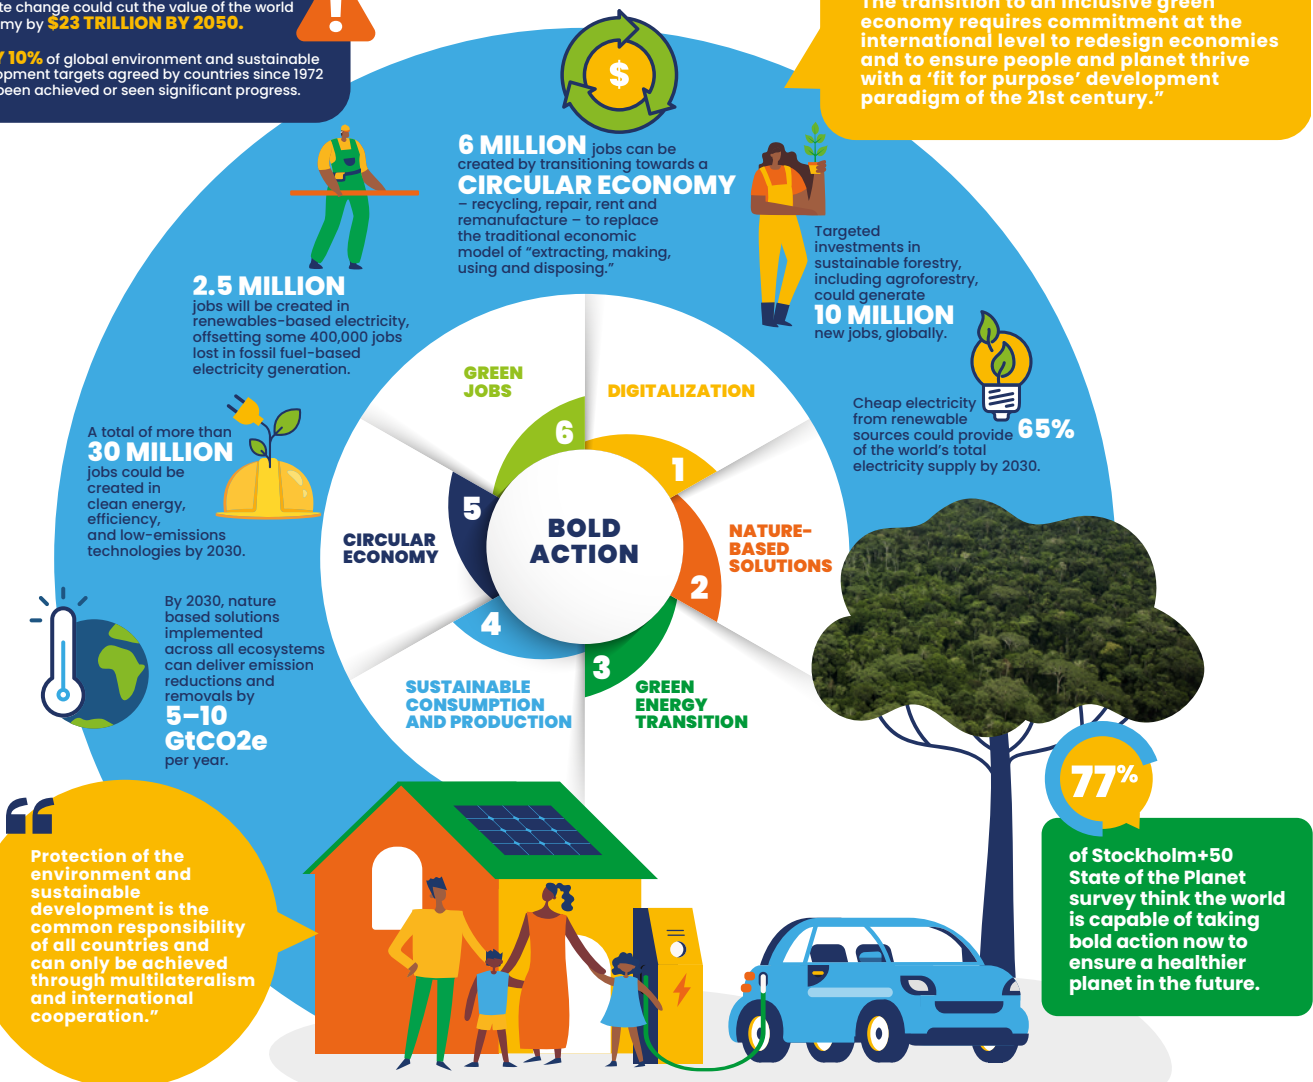 te change could cut the value of the world
my by $23 TRILLION BY 2050.
Y 10% of global environment and sustainable
opment targets agreed by countries since 1972
been achieved or seen significant progress.
The transition to an inclusive green
economy requires commitment at the
international level to redesign economies
and to ensure people and planet thrive
with a ‘fit for purpose’ development
paradigm of the 21st century.”
$
6 MILLION jobs can be
created by transitioning towards a
CIRCULAR ECONOMY
– recycling, repair, rent and
remanufacture – to replace
the traditional economic
model of “extracting, making,
using and disposing.”
Targeted
investments in
sustainable forestry,
including agroforestry,
could generate
10 MILLION
new jobs, globally.
2.5 MILLION
jobs will be created in
renewables-based electricity,
offsetting some 400,000 jobs
lost in fossil fuel-based
electricity generation.
Cheap electricity
from renewable
sources could provide 65%
of the world’s total
electricity supply by 2030.
A total of more than
30 MILLION
jobs could be
created in
clean energy,
efficiency,
and low-emissions
technologies by 2030.
By 2030, nature
based solutions
implemented
across all ecosystems
can deliver emission
reductions and
removals by
5–10
GtCO2e
per year.
BOLD
ACTION
1
DIGITALIZATION
2
NATURE-
BASED
SOLUTIONS
3
GREEN
ENERGY
TRANSITION
4
SUSTAINABLE
CONSUMPTION
AND PRODUCTION
5
CIRCULAR
ECONOMY
6
GREEN
JOBS
“
Protection of the
environment and
sustainable
development is the
common responsibility
of all countries and
can only be achieved
through multilateralism
and international
cooperation.”
77%
of Stockholm+50
State of the Planet
survey think the world
is capable of taking
bold action now to
ensure a healthier
planet in the future.